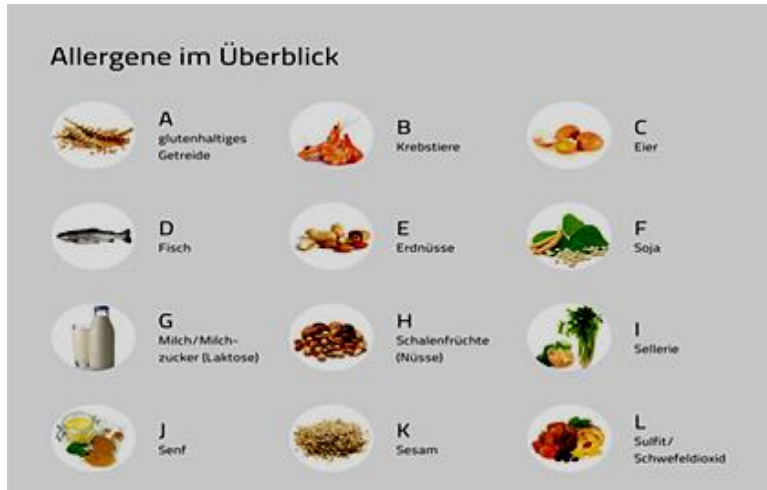 Allergene im Überblick
A
glutenhaltiges
Getreide
B
Krebstiere
C
Eier
D
Fisch
E
Erdnüsse
F
Soja
G
Milch/Milch-
zucker (Laktose)
H
Schalenfrüchte
(Nüsse)
I
Sellerie
J
Senf
K
Sesam
L
Sulfit/
Schwefeldioxid